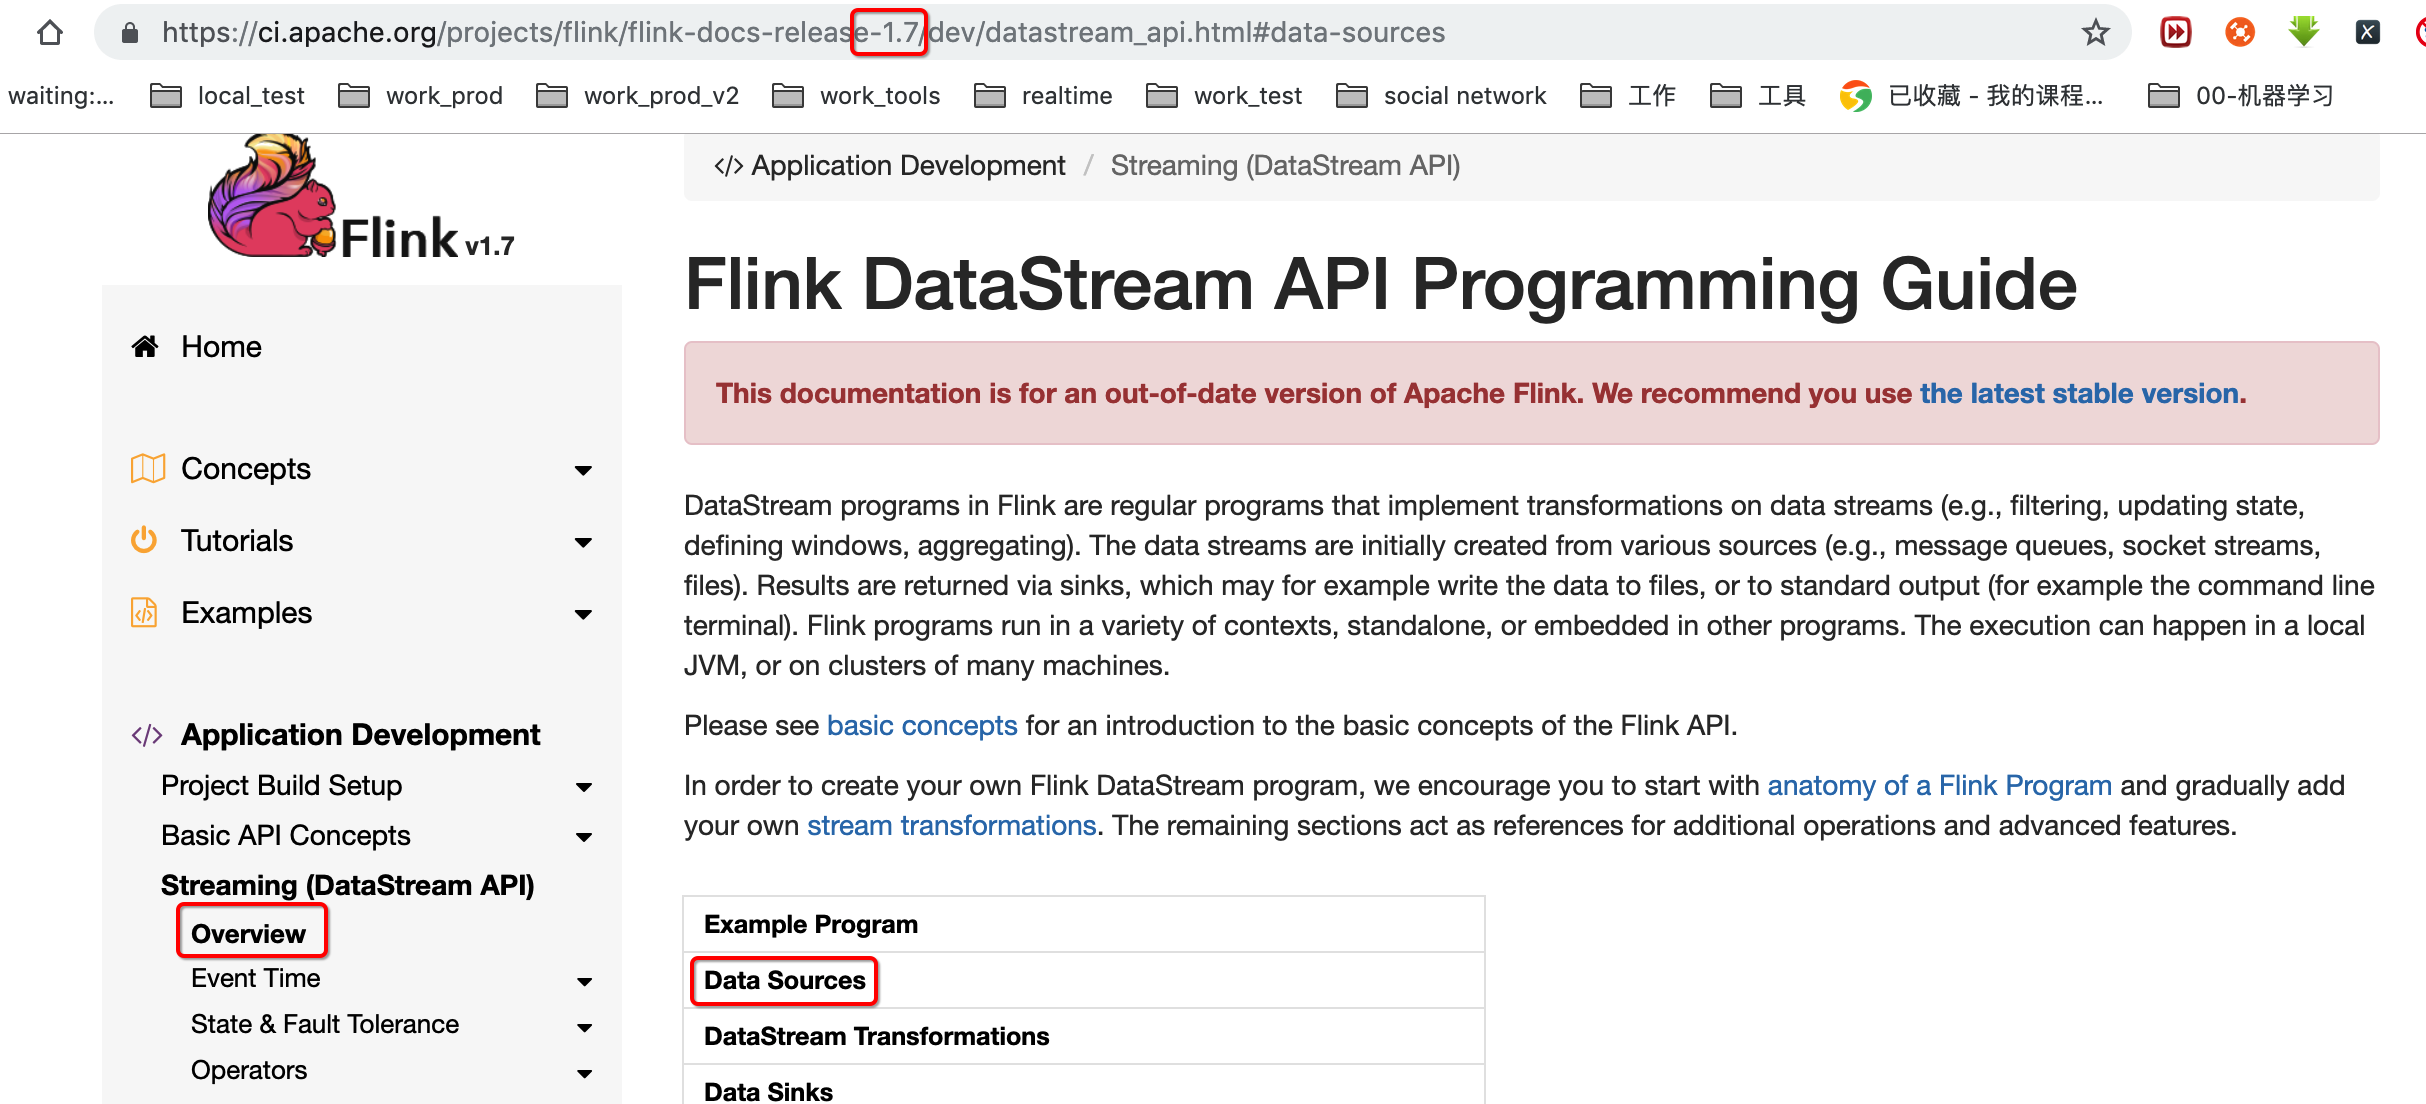 https://ci.apache.org/projects/flink/flink-docs-release-1.7/dev/datastream_api.html#data-sources
waiting:... local_test work_prod work_prod_v2 work_tools realtime work_test social network 工作 工具 已收藏 - 我的课程... 00-机器学习
Flink v1.7
Home
Concepts
Tutorials
Examples
</> Application Development
Project Build Setup
Basic API Concepts
Streaming (DataStream API)
Overview
Event Time
State & Fault Tolerance
Operators
</> Application Development / Streaming (DataStream API)
Flink DataStream API Programming Guide
This documentation is for an out-of-date version of Apache Flink. We recommend you use the latest stable version.
DataStream programs in Flink are regular programs that implement transformations on data streams (e.g., filtering, updating state,
defining windows, aggregating). The data streams are initially created from various sources (e.g., message queues, socket streams,
files). Results are returned via sinks, which may for example write the data to files, or to standard output (for example the command line
terminal). Flink programs run in a variety of contexts, standalone, or embedded in other programs. The execution can happen in a local
JVM, or on clusters of many machines.
Please see basic concepts for an introduction to the basic concepts of the Flink API.
In order to create your own Flink DataStream program, we encourage you to start with anatomy of a Flink Program and gradually add
your own stream transformations. The remaining sections act as references for additional operations and advanced features.
Example Program
Data Sources
DataStream Transformations
Data Sinks